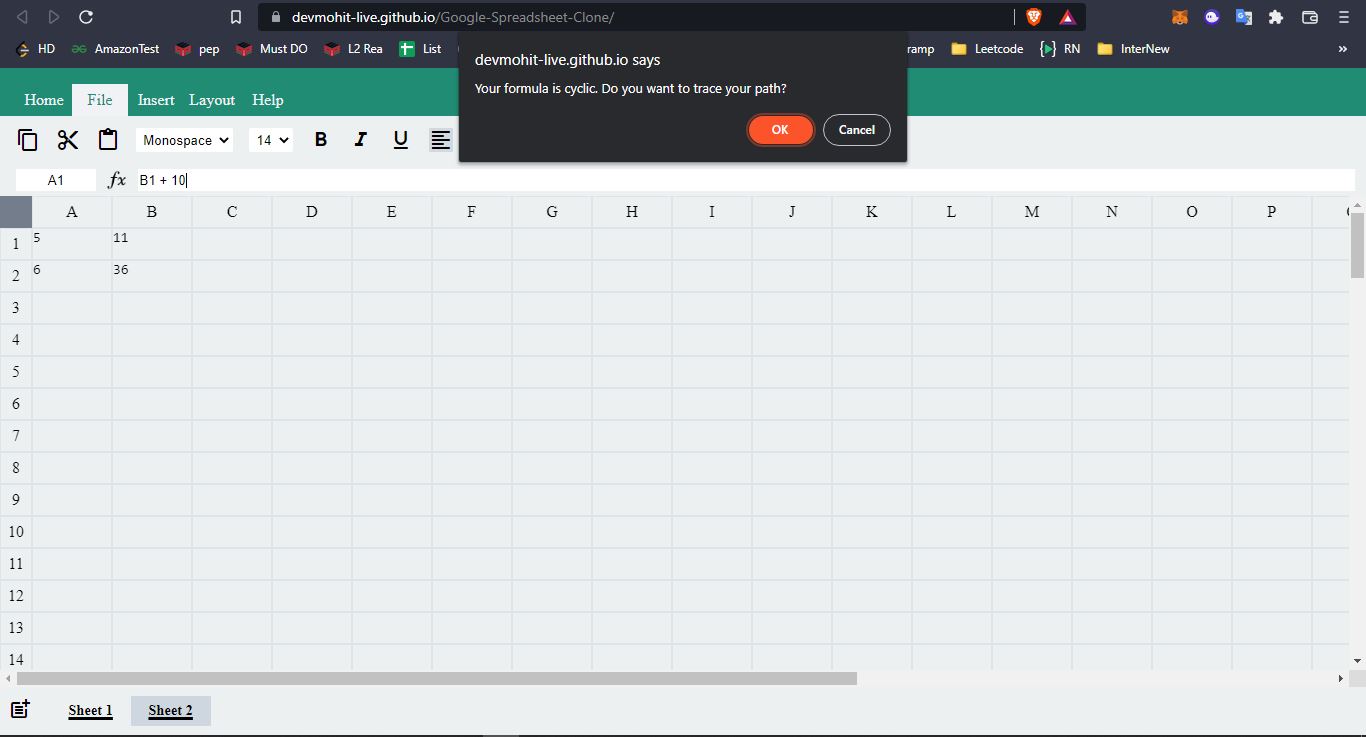 devmohit-live.github.io/Google-Spreadsheet-Clone/
HD AmazonTest pep Must DO L2 Rea List ramp Leetcode RN InterNew »
devmohit-live.github.io says
Your formula is cyclic. Do you want to trace your path?
OK Cancel
Home File Insert Layout Help
Monospace 14 B I U
A1 fx B1 + 10
A B C D E F G H I J K L M N O P
1 5 11
2 6 36
3
4
5
6
7
8
9
10
11
12
13
14
Sheet 1 Sheet 2